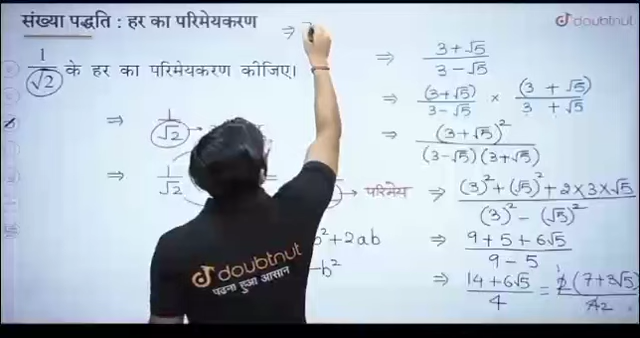 संख्या पद्धति : हर का परिमेयकरण
doubtnut
1/√2 के हर का परिमेयकरण कीजिए।
⇒ 1/√2 →
⇒ 1/√2
→ परिमेय
b² + 2ab
- b²
⇒
⇒ (3 + √5)/(3 - √5)
⇒ (3 + √5)/(3 - √5) × (3 + √5)/(3 + √5)
⇒ (3 + √5)²/((3 - √5)(3 + √5))
⇒ ((3)² + (√5)² + 2 × 3 × √5)/((3)² - (√5)²)
⇒ (9 + 5 + 6√5)/(9 - 5)
⇒ (14 + 6√5)/4 = 2(7 + 3√5)/42
doubtnut
पढ़ना हुआ आसान